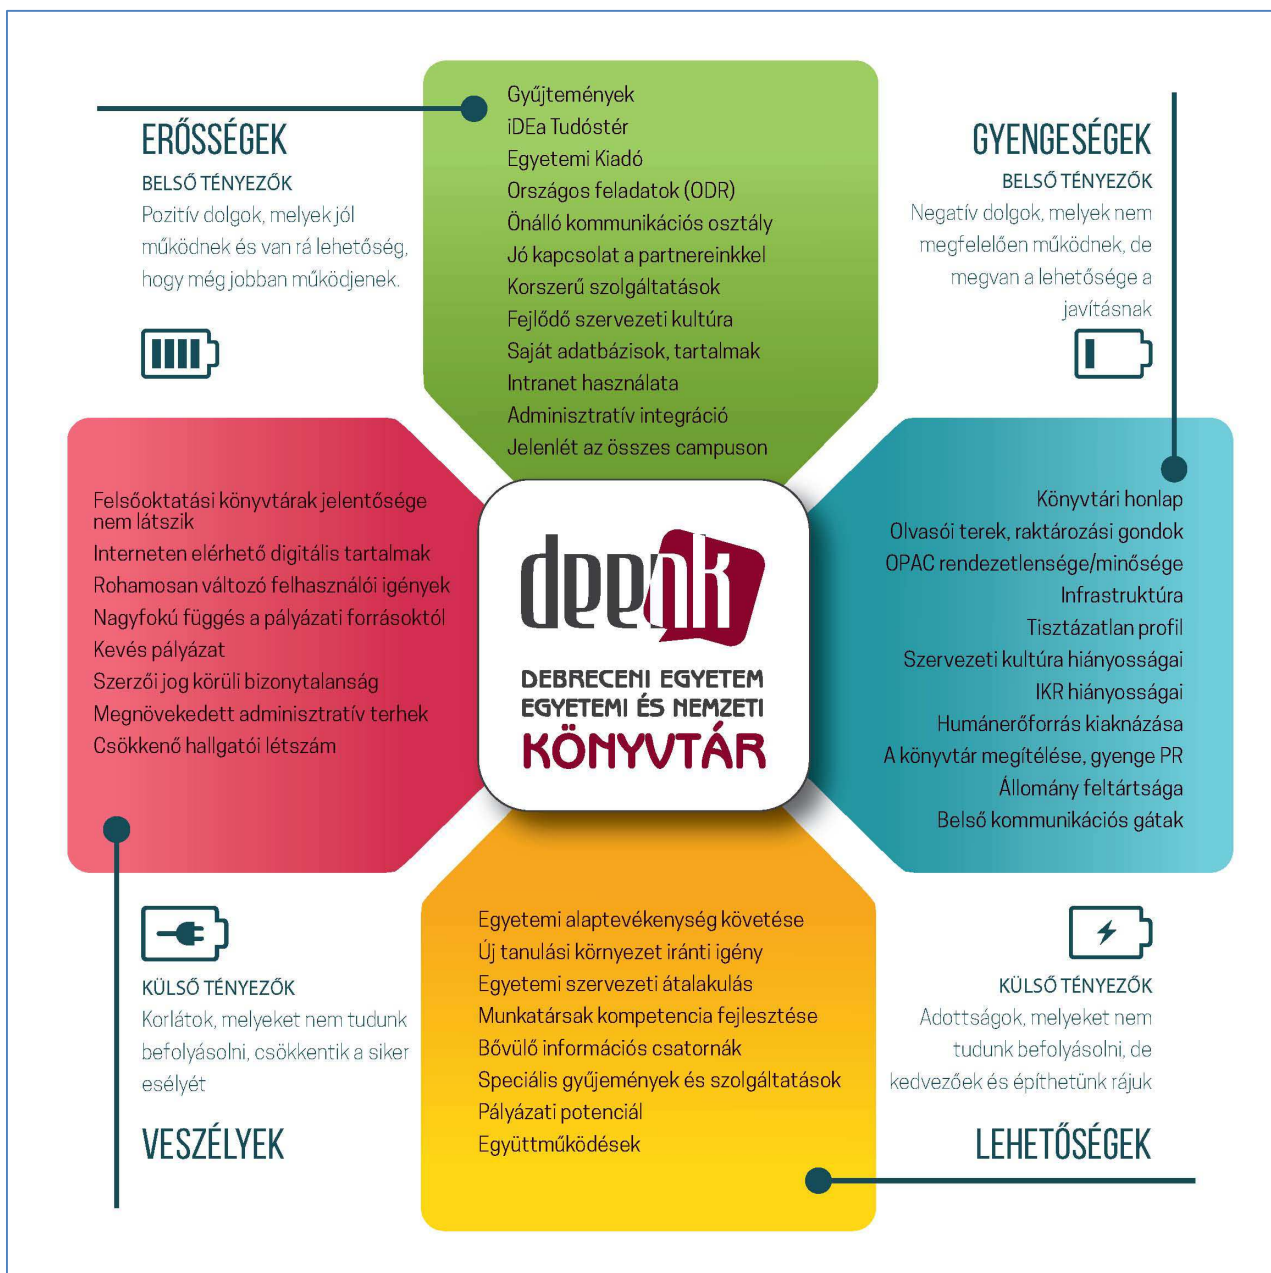 ERŐSSÉGEK
BELSŐ TÉNYEZŐK
Pozitív dolgok, melyek jól
működnek és van rá lehetőség,
hogy még jobban működjenek.
Gyűjtemények
iDEa Tudóstér
Egyetemi Kiadó
Országos feladatok (ODR)
Önálló kommunikációs osztály
Jó kapcsolat a partnereinkkel
Korszerű szolgáltatások
Fejlődő szervezeti kultúra
Saját adatbázisok, tartalmak
Intranet használata
Adminisztratív integráció
Jelenlét az összes campuson
GYENGESÉGEK
BELSŐ TÉNYEZŐK
Negatív dolgok, melyek nem
megfelelően működnek, de
megvan a lehetősége a
javításnak
Felsőoktatási könyvtárak jelentősége
nem látszik
Interneten elérhető digitális tartalmak
Rohamosan változó felhasználói igények
Nagyfokú függés a pályázati forrásoktól
Kevés pályázat
Szerzői jog körüli bizonytalanság
Megnövekedett adminisztratív terhek
Csökkenő hallgatói létszám
deenk
DEBRECENI EGYETEM
EGYETEMI ÉS NEMZETI
KÖNYVTÁR
Könyvtári honlap
Olvasói terek, raktározási gondok
OPAC rendezetlensége/minősége
Infrastruktúra
Tisztázatlan profil
Szervezeti kultúra hiányosságai
IKR hiányosságai
Humánerőforrás kiaknázása
A könyvtár megítélése, gyenge PR
Állomány feltártsága
Belső kommunikációs gátak
KÜLSŐ TÉNYEZŐK
Korlátok, melyeket nem tudunk
befolyásolni, csökkentik a siker
esélyét
VESZÉLYEK
Egyetemi alaptevékenység követése
Új tanulási környezet iránti igény
Egyetemi szervezeti átalakulás
Munkatársak kompetencia fejlesztése
Bővülő információs csatornák
Speciális gyűjemények és szolgáltatások
Pályázati potenciál
Együttműködések
KÜLSŐ TÉNYEZŐK
Adottságok, melyeket nem
tudunk befolyásolni, de
kedvezőek és építhetünk rájuk
LEHETŐSÉGEK